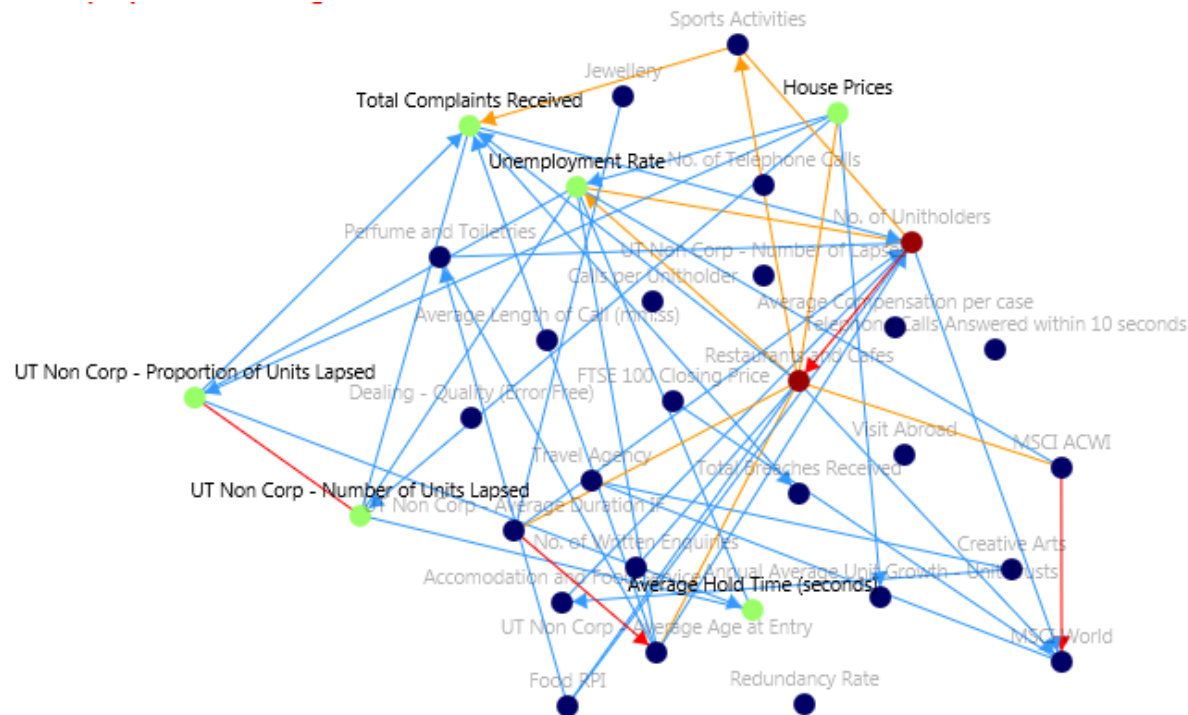 Sports Activities
Jewellery
House Prices
Total Complaints Received
Unemployment Rate
No. of Telephone Calls
No. of Unitholders
Perfume and Toiletries
UT Non Corp - Number of Lapse
Calls per Unitholder
Average Compensation per case
Average Length of Call (mm:ss)
Telephone Calls Answered within 10 seconds
Restaurants and Cafes
UT Non Corp - Proportion of Units Lapsed
FTSE 100 Closing Price
Dealing - Quality (Error Free)
Visit Abroad
MSCI ACWI
Travel Agency
Total Breaches Received
UT Non Corp - Number of Units Lapsed
UT Non Corp - Average Duration IF
No. of Written Enquiries
Creative Arts
Accomodation and Food Service
Average Hold Time (seconds)
Annual Average Unit Growth - Unit Trusts
UT Non Corp - Average Age at Entry
MSCI World
Food RPI
Redundancy Rate